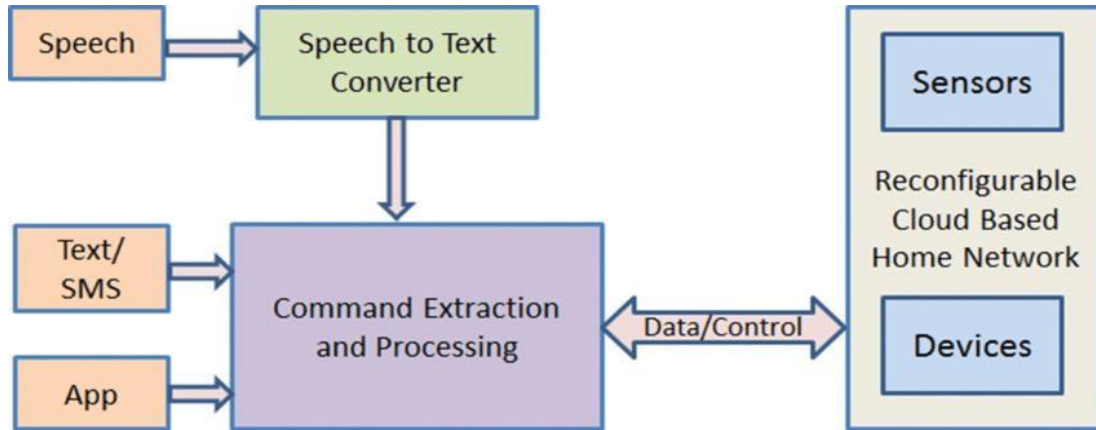 Speech
Speech to Text
Converter
Sensors
Reconfigurable
Cloud Based
Home Network
Devices
Text/
SMS
App
Command Extraction
and Processing
Data/Control